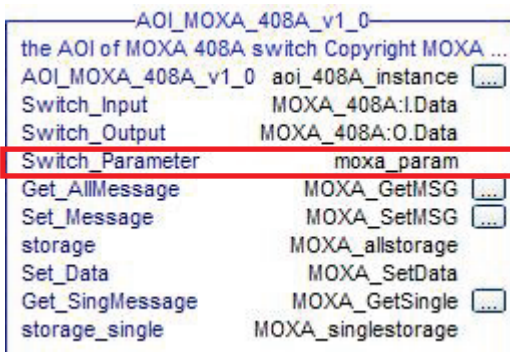 AOI_MOXA_408A_v1_0
the AOI of MOXA 408A switch Copyright MOXA ...
AOI_MOXA_408A_v1_0 aoi_408A_instance ...
Switch_Input MOXA_408A:I.Data
Switch_Output MOXA_408A:O.Data
Switch_Parameter moxa_param
Get_AllMessage MOXA_GetMSG ...
Set_Message MOXA_SetMSG ...
storage MOXA_allstorage
Set_Data MOXA_SetData
Get_SingMessage MOXA_GetSingle ...
storage_single MOXA_singlestorage